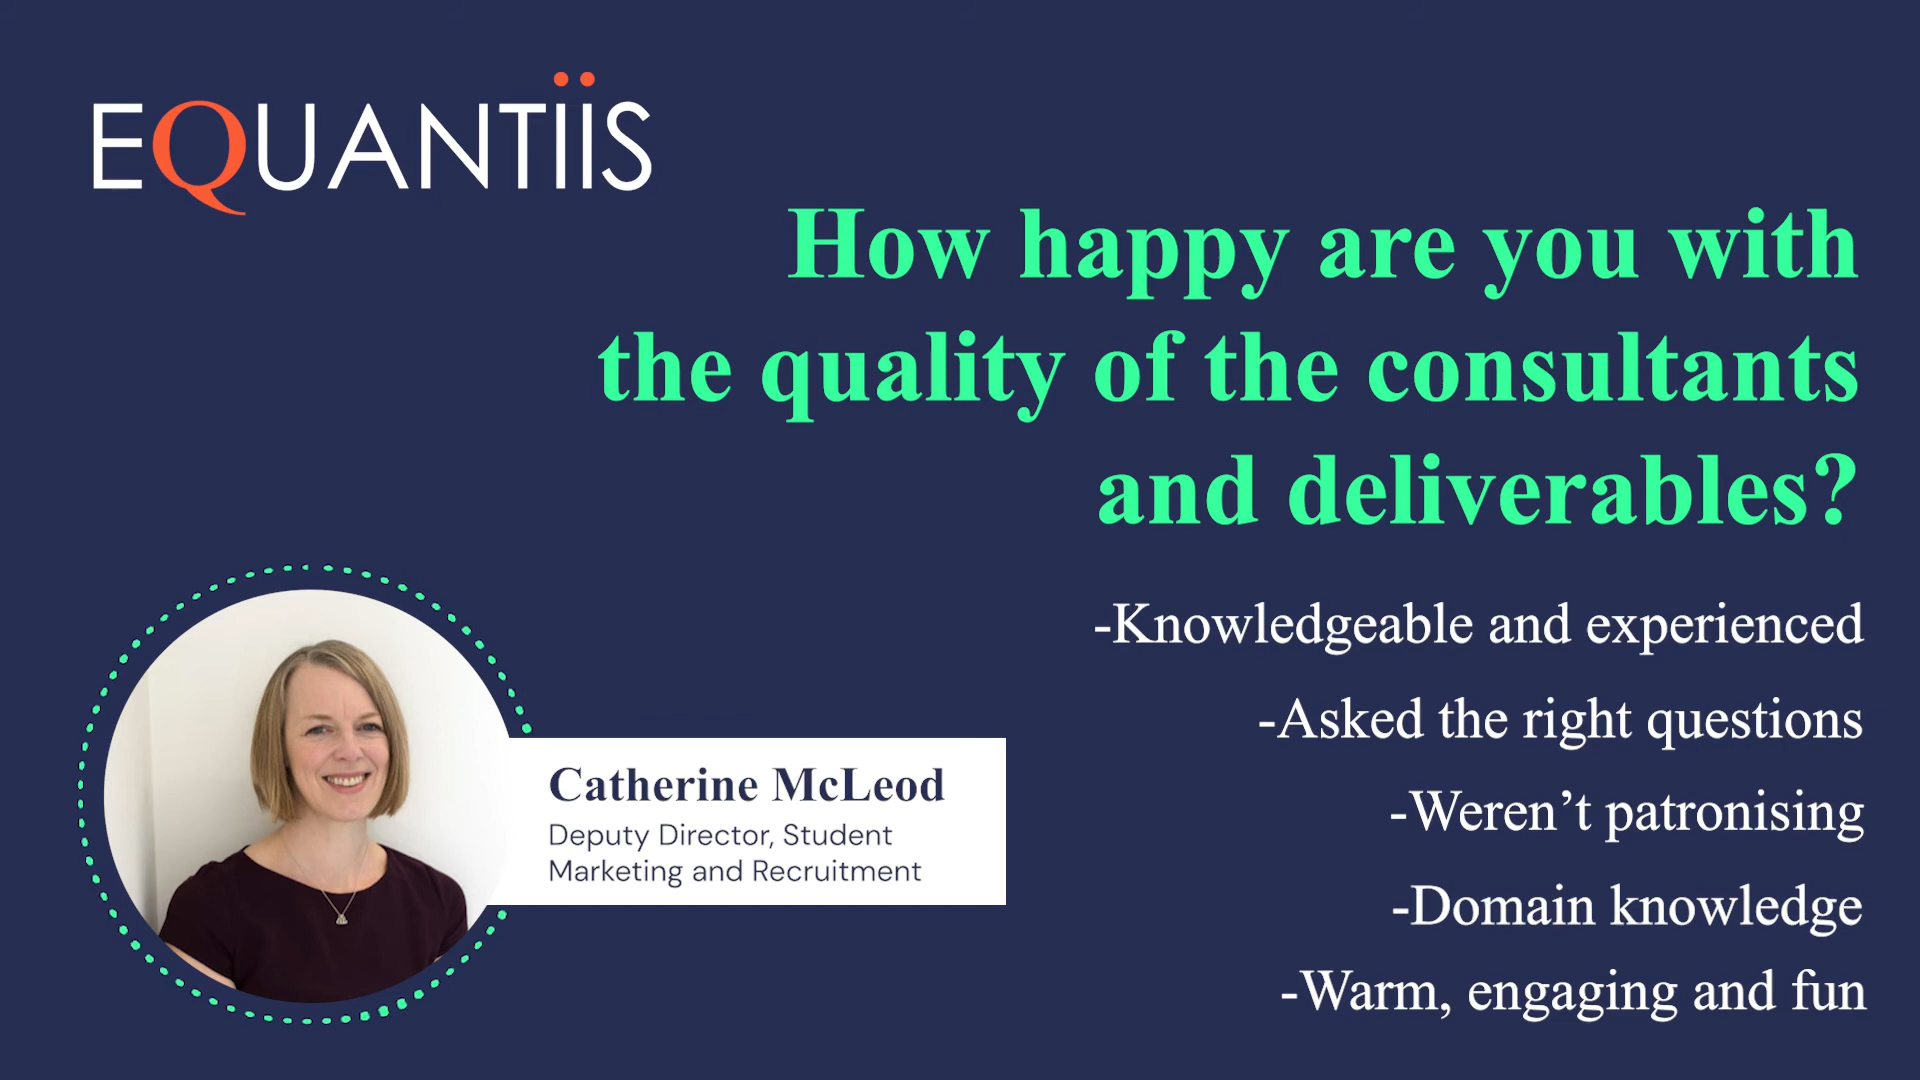 EQUANTİİS
How happy are you with
the quality of the consultants
and deliverables?
-Knowledgeable and experienced
-Asked the right questions
-Weren’t patronising
-Domain knowledge
-Warm, engaging and fun
Catherine McLeod
Deputy Director, Student
Marketing and Recruitment